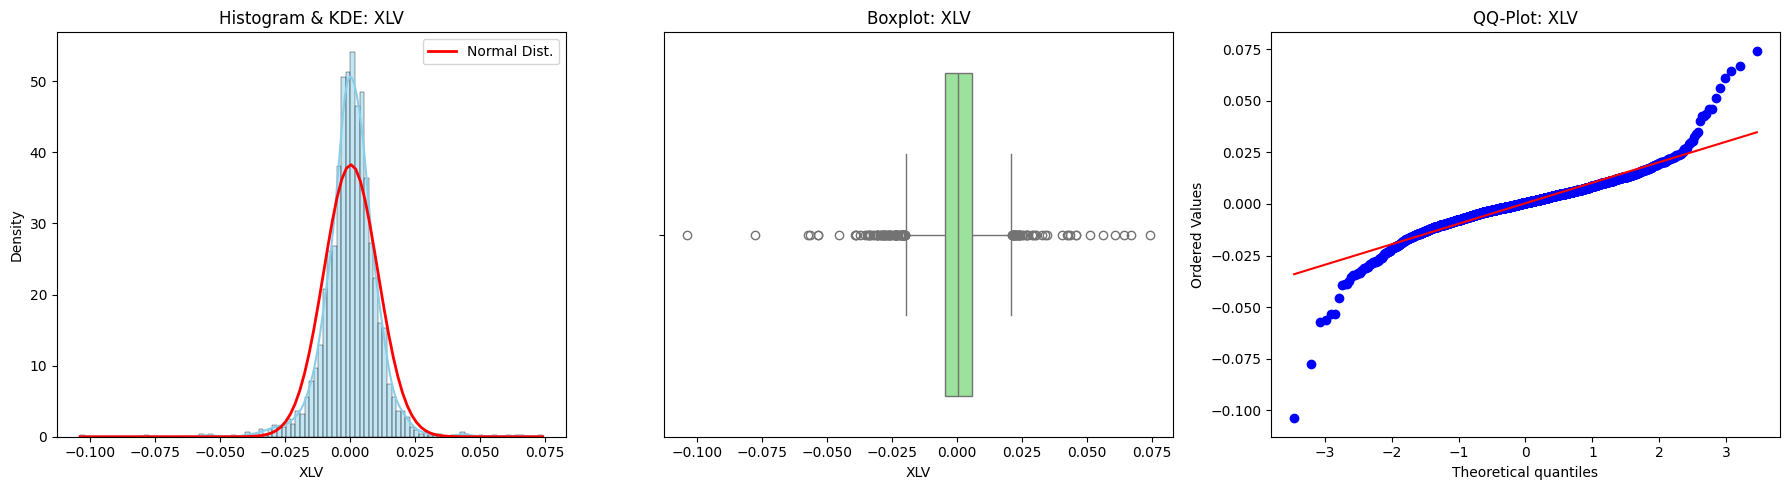 Histogram & KDE: XLV
Normal Dist.
Density
50
40
30
20
10
0
−0.100 −0.075 −0.050 −0.025 0.000 0.025 0.050 0.075
XLV
Boxplot: XLV
−0.100 −0.075 −0.050 −0.025 0.000 0.025 0.050 0.075
XLV
QQ-Plot: XLV
Ordered Values
0.075
0.050
0.025
0.000
−0.025
−0.050
−0.075
−0.100
−3 −2 −1 0 1 2 3
Theoretical quantiles